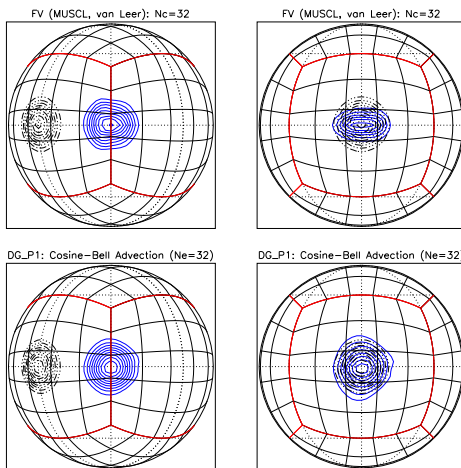 FV (MUSCL, van Leer): Nc=32
FV (MUSCL, van Leer): Nc=32
DG_P1: Cosine-Bell Advection (Ne=32)
DG_P1: Cosine-Bell Advection (Ne=32)